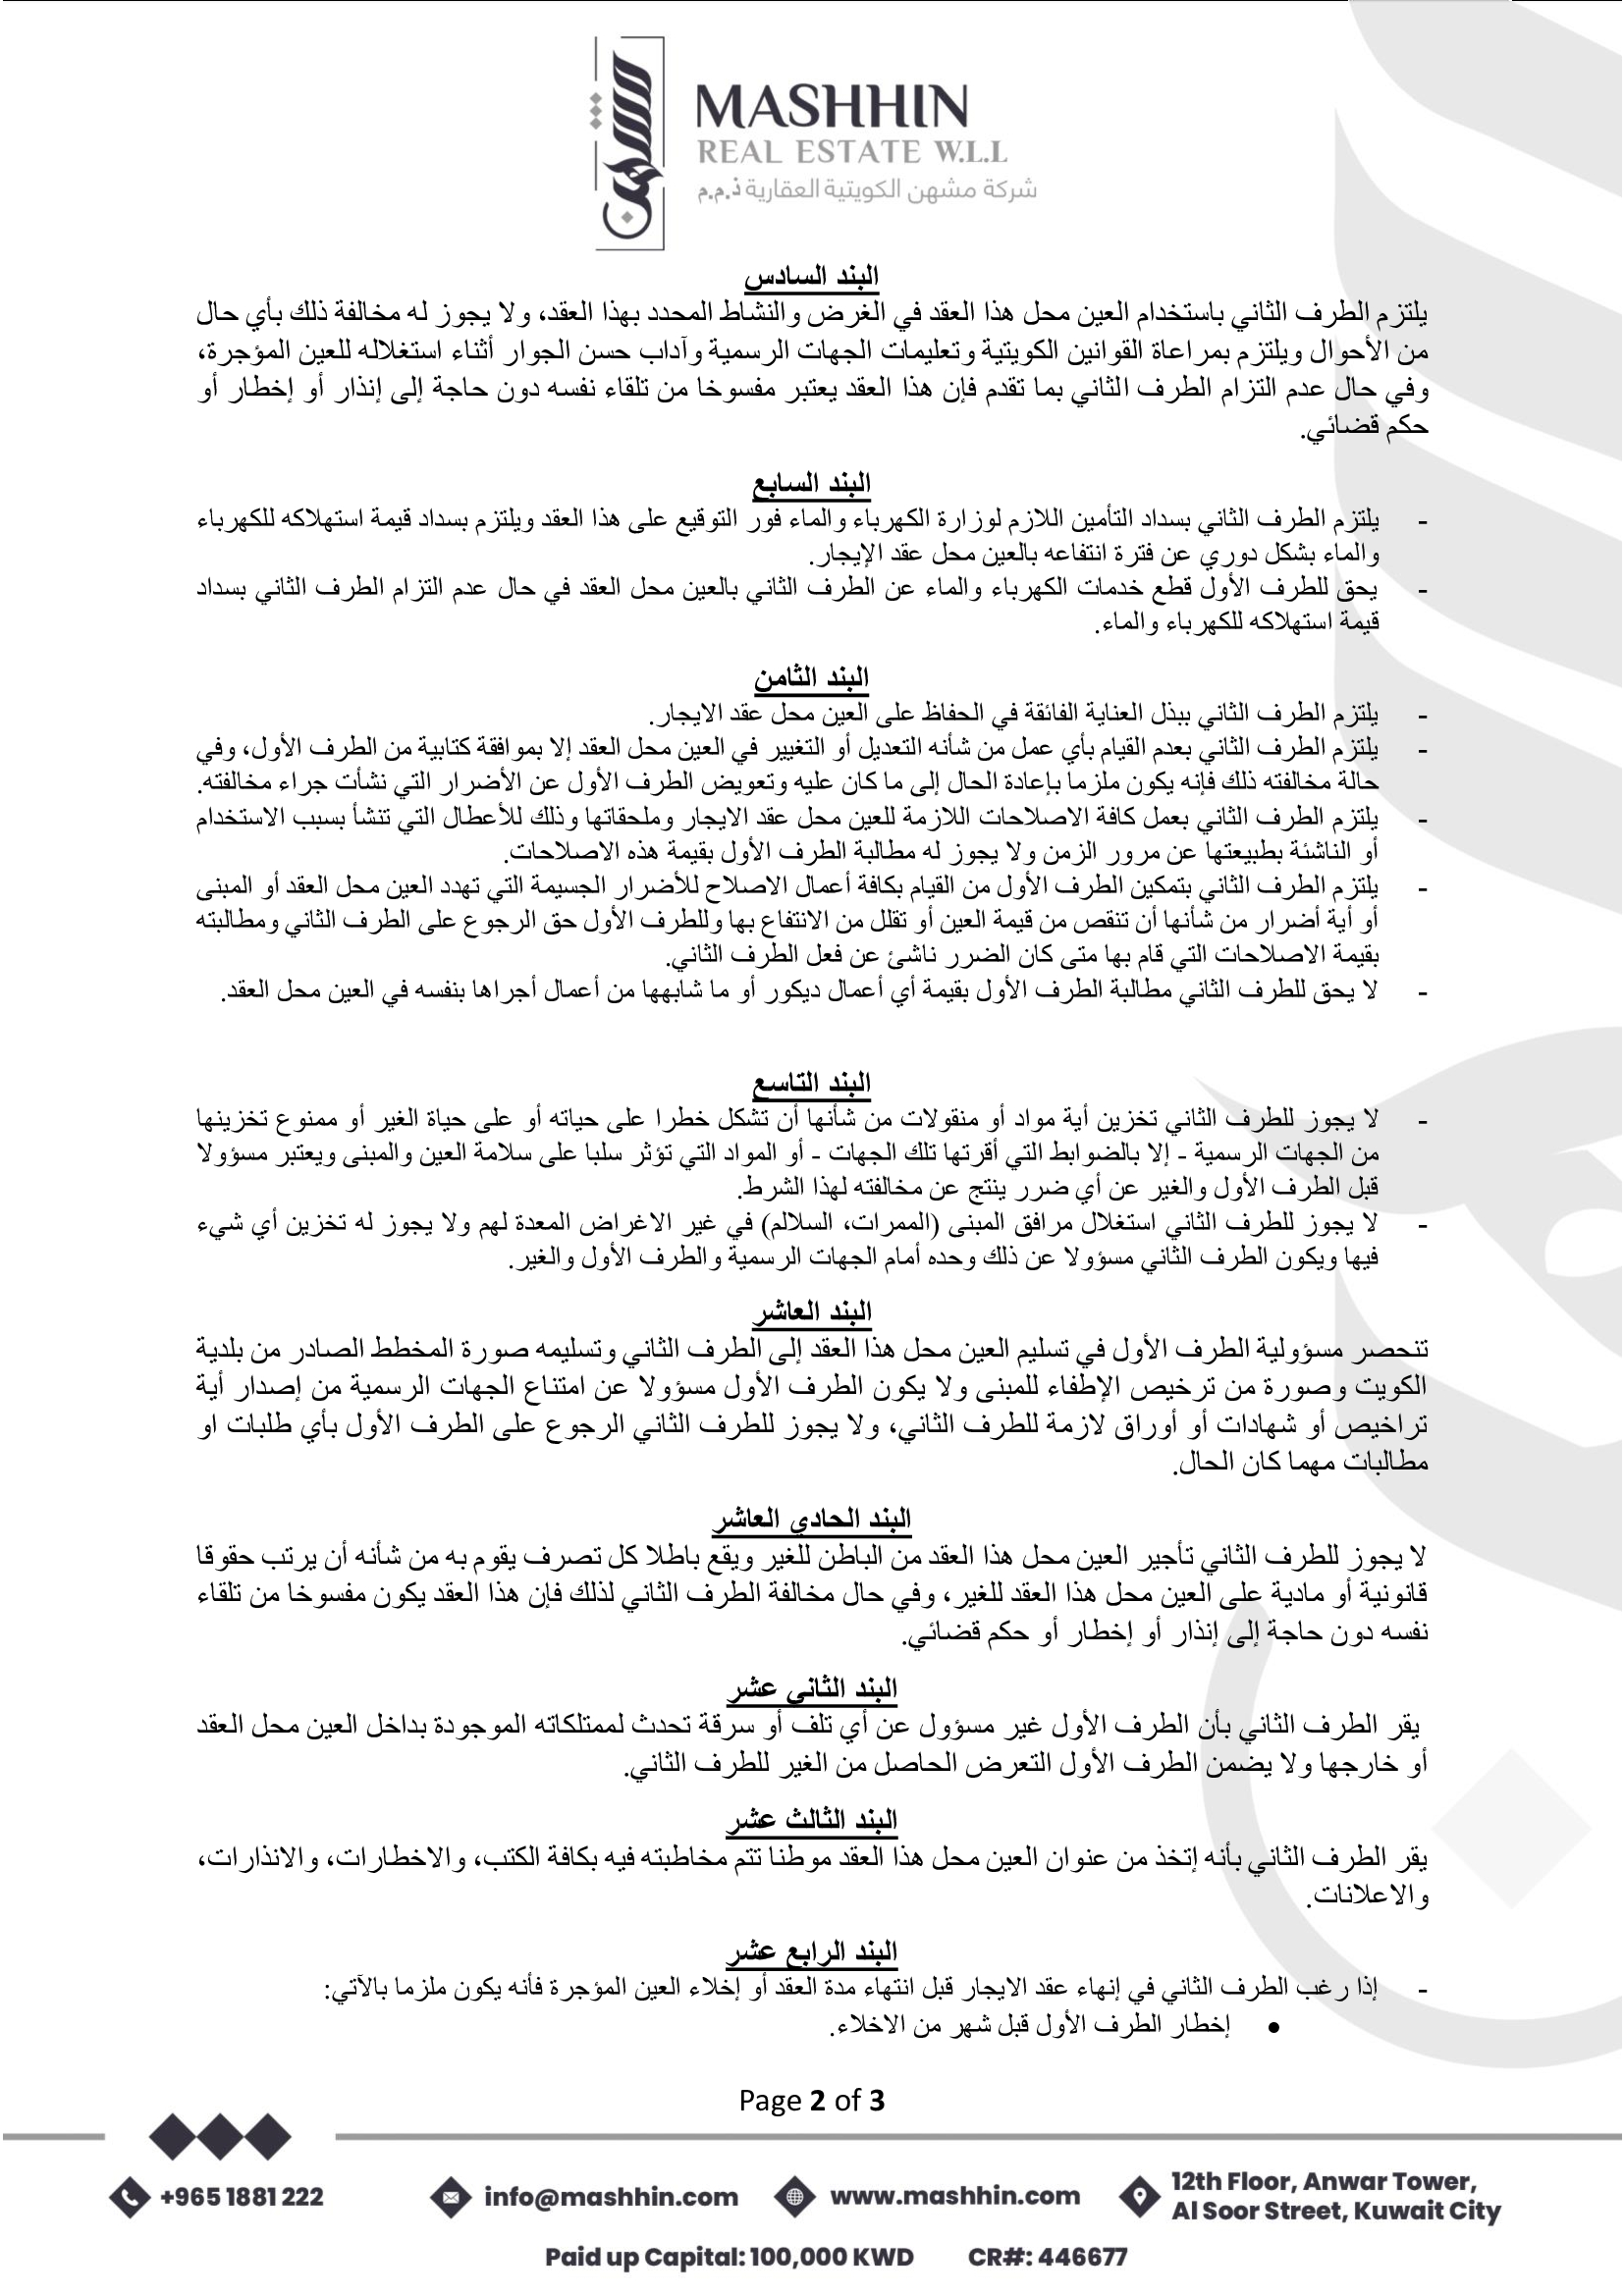 MASHHIN
REAL ESTATE W.L.L
شركة مشهن الكويتية العقارية ذ.م.م
البند السادس
يلتزم الطرف الثاني باستخدام العين محل هذا العقد في الغرض والنشاط المحدد بهذا العقد، ولا يجوز له مخالفة ذلك بأي حال
من الأحوال ويلتزم بمراعاة القوانين الكويتية وتعليمات الجهات الرسمية وآداب حسن الجوار أثناء استغلاله للعين المؤجرة،
وفي حال عدم التزام الطرف الثاني بما تقدم فإن هذا العقد يعتبر مفسوخا من تلقاء نفسه دون حاجة إلى إنذار أو إخطار أو
حكم قضائي.
البند السابع
- يلتزم الطرف الثاني بسداد التأمين اللازم لوزارة الكهرباء والماء فور التوقيع على هذا العقد ويلتزم بسداد قيمة استهلاكه للكهرباء
والماء بشكل دوري عن فترة انتفاعه بالعين محل عقد الإيجار.
- يحق للطرف الأول قطع خدمات الكهرباء والماء عن الطرف الثاني بالعين محل العقد في حال عدم التزام الطرف الثاني بسداد
قيمة استهلاكه للكهرباء والماء.
البند الثامن
- يلتزم الطرف الثاني ببذل العناية الفائقة في الحفاظ على العين محل عقد الايجار.
- يلتزم الطرف الثاني بعدم القيام بأي عمل من شأنه التعديل أو التغيير في العين محل العقد إلا بموافقة كتابية من الطرف الأول، وفي
حالة مخالفته ذلك فإنه يكون ملزما بإعادة الحال إلى ما كان عليه وتعويض الطرف الأول عن الأضرار التي نشأت جراء مخالفته.
- يلتزم الطرف الثاني بعمل كافة الاصلاحات اللازمة للعين محل عقد الايجار وملحقاتها وذلك للأعطال التي تنشأ بسبب الاستخدام
أو الناشئة بطبيعتها عن مرور الزمن ولا يجوز له مطالبة الطرف الأول بقيمة هذه الاصلاحات.
- يلتزم الطرف الثاني بتمكين الطرف الأول من القيام بكافة أعمال الاصلاح للأضرار الجسيمة التي تهدد العين محل العقد أو المبنى
أو أية أضرار من شأنها أن تنقص من قيمة العين أو تقلل من الانتفاع بها وللطرف الأول حق الرجوع على الطرف الثاني ومطالبته
بقيمة الاصلاحات التي قام بها متى كان الضرر ناشئ عن فعل الطرف الثاني.
- لا يحق للطرف الثاني مطالبة الطرف الأول بقيمة أي أعمال ديكور أو ما شابهها من أعمال أجراها بنفسه في العين محل العقد.
البند التاسع
- لا يجوز للطرف الثاني تخزين أية مواد أو منقولات من شأنها أن تشكل خطرا على حياته أو على حياة الغير أو ممنوع تخزينها
من الجهات الرسمية - إلا بالضوابط التي أقرتها تلك الجهات - أو المواد التي تؤثر سلبا على سلامة العين والمبنى ويعتبر مسؤولا
قبل الطرف الأول والغير عن أي ضرر ينتج عن مخالفته لهذا الشرط.
- لا يجوز للطرف الثاني استغلال مرافق المبنى (الممرات، السلالم) في غير الاغراض المعدة لهم ولا يجوز له تخزين أي شيء
فيها ويكون الطرف الثاني مسؤولا عن ذلك وحده أمام الجهات الرسمية والطرف الأول والغير.
البند العاشر
تنحصر مسؤولية الطرف الأول في تسليم العين محل هذا العقد إلى الطرف الثاني وتسليمه صورة المخطط الصادر من بلدية
الكويت وصورة من ترخيص الإطفاء للمبنى ولا يكون الطرف الأول مسؤولا عن امتناع الجهات الرسمية من إصدار أية
تراخيص أو شهادات أو أوراق لازمة للطرف الثاني، ولا يجوز للطرف الثاني الرجوع على الطرف الأول بأي طلبات او
مطالبات مهما كان الحال.
البند الحادي العاشر
لا يجوز للطرف الثاني تأجير العين محل هذا العقد من الباطن للغير ويقع باطلا كل تصرف يقوم به من شأنه أن يرتب حقوقا
قانونية أو مادية على العين محل هذا العقد للغير، وفي حال مخالفة الطرف الثاني لذلك فإن هذا العقد يكون مفسوخا من تلقاء
نفسه دون حاجة إلى إنذار أو إخطار أو حكم قضائي.
البند الثاني عشر
يقر الطرف الثاني بأن الطرف الأول غير مسؤول عن أي تلف أو سرقة تحدث لممتلكاته الموجودة بداخل العين محل العقد
أو خارجها ولا يضمن الطرف الأول التعرض الحاصل من الغير للطرف الثاني.
البند الثالث عشر
يقر الطرف الثاني بأنه إتخذ من عنوان العين محل هذا العقد موطنا تتم مخاطبته فيه بكافة الكتب، والاخطارات، والانذارات،
والاعلانات.
البند الرابع عشر
- إذا رغب الطرف الثاني في إنهاء عقد الايجار قبل انتهاء مدة العقد أو إخلاء العين المؤجرة فأنه يكون ملزما بالآتي:
• إخطار الطرف الأول قبل شهر من الاخلاء.
Page 2 of 3
+965 1881 222
info@mashhin.com
www.mashhin.com
12th Floor, Anwar Tower,
Al Soor Street, Kuwait City
Paid up Capital: 100,000 KWD CR#: 446677